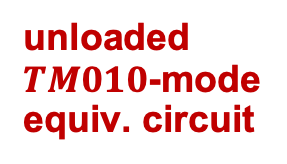 unloaded
TM010-mode
equiv. circuit